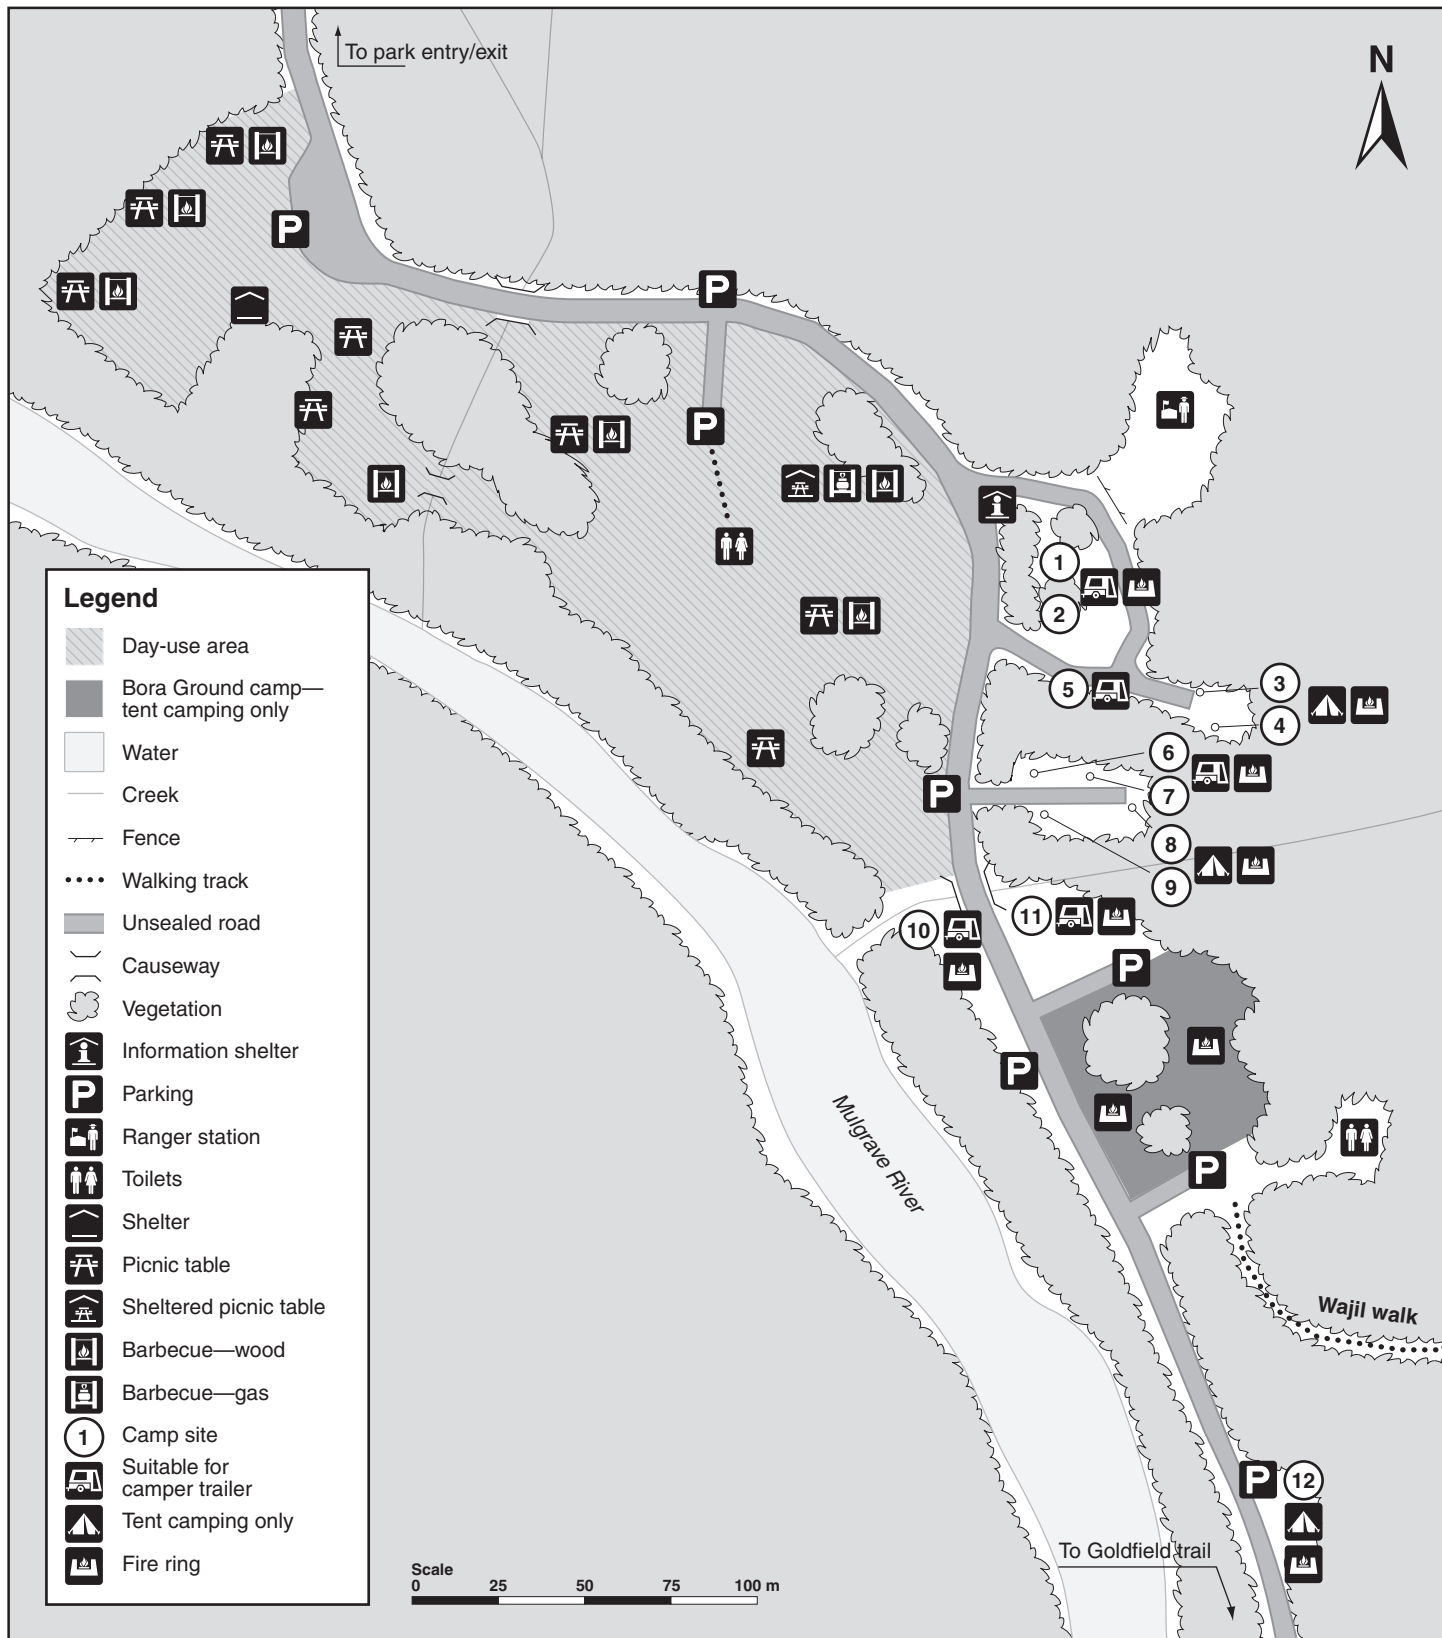 To park entry/exit
N
P
P
P
1
2
3
4
5
6
7
8
9
P
10
11
P
P
P
Mulgrave River
Wajil walk
P
12
To Goldfield trail
Legend
Day-use area
Bora Ground camp—
tent camping only
Water
Creek
Fence
Walking track
Unsealed road
Causeway
Vegetation
Information shelter
P Parking
Ranger station
Toilets
Shelter
Picnic table
Sheltered picnic table
Barbecue—wood
Barbecue—gas
1 Camp site
Suitable for
camper trailer
Tent camping only
Fire ring
Scale
0 25 50 75 100 m